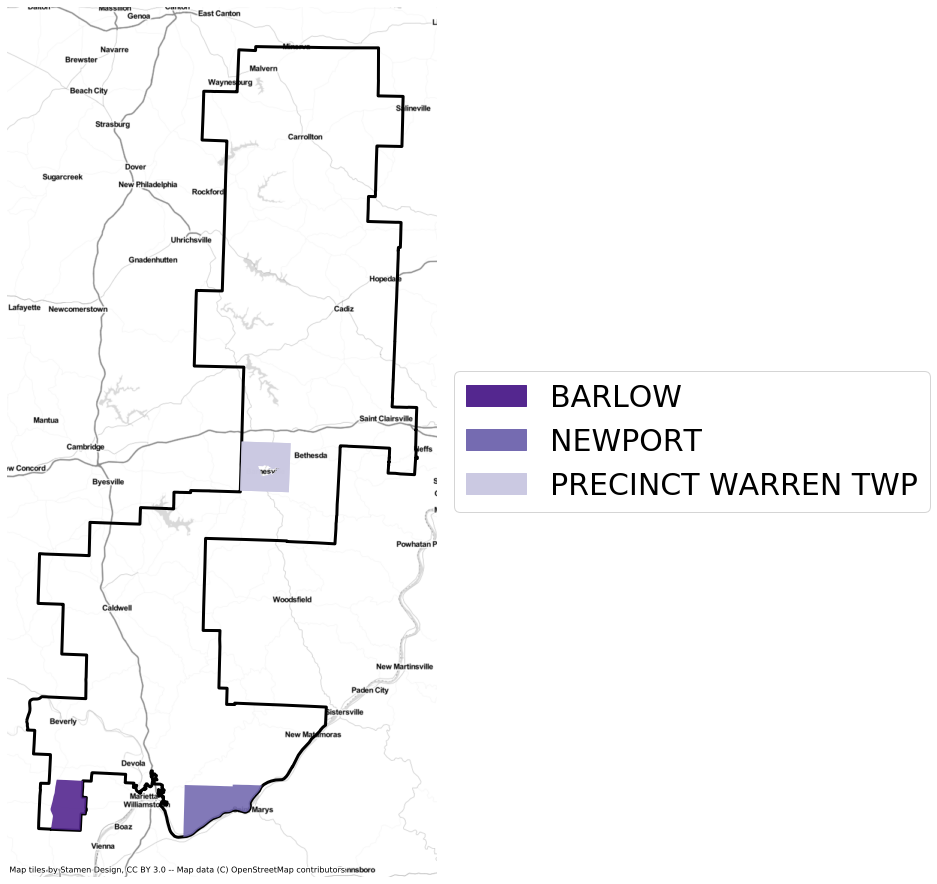 Massillon
Canton
Genoa
East Canton
Navarre
Minerva
Brewster
Malvern
Waynesburg
Beach City
Salineville
Strasburg
Carrollton
Dover
Sugarcreek
New Philadelphia
Rockford
Uhrichsville
Gnadenhutten
Hopedale
Lafayette
Newcomerstown
Cadiz
BARLOW
Mantua
Saint Clairsville
NEWPORT
Cambridge
Neffs
Bethesda
ew Concord
nesv
Byesville
PRECINCT WARREN TWP
Powhatan P
Caldwell
Woodsfield
New Martinsville
Paden City
Beverly
Sistersville
New Matamoras
Devola
Marietta
Williamstown
Marys
Boaz
Vienna
Map tiles by Stamen Design, CC BY 3.0 -- Map data (C) OpenStreetMap contributors
nnsboro